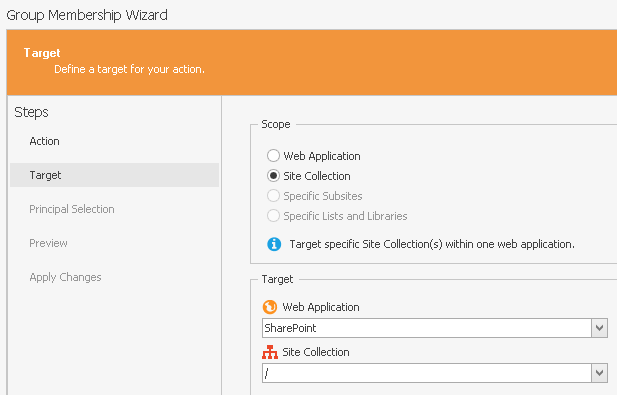 Group Membership Wizard
Target
Define a target for your action.
Steps
Action
Target
Principal Selection
Preview
Apply Changes
Scope
Web Application
Site Collection
Specific Subsites
Specific Lists and Libraries
Target specific Site Collection(s) within one web application.
Target
Web Application
SharePoint
Site Collection
/